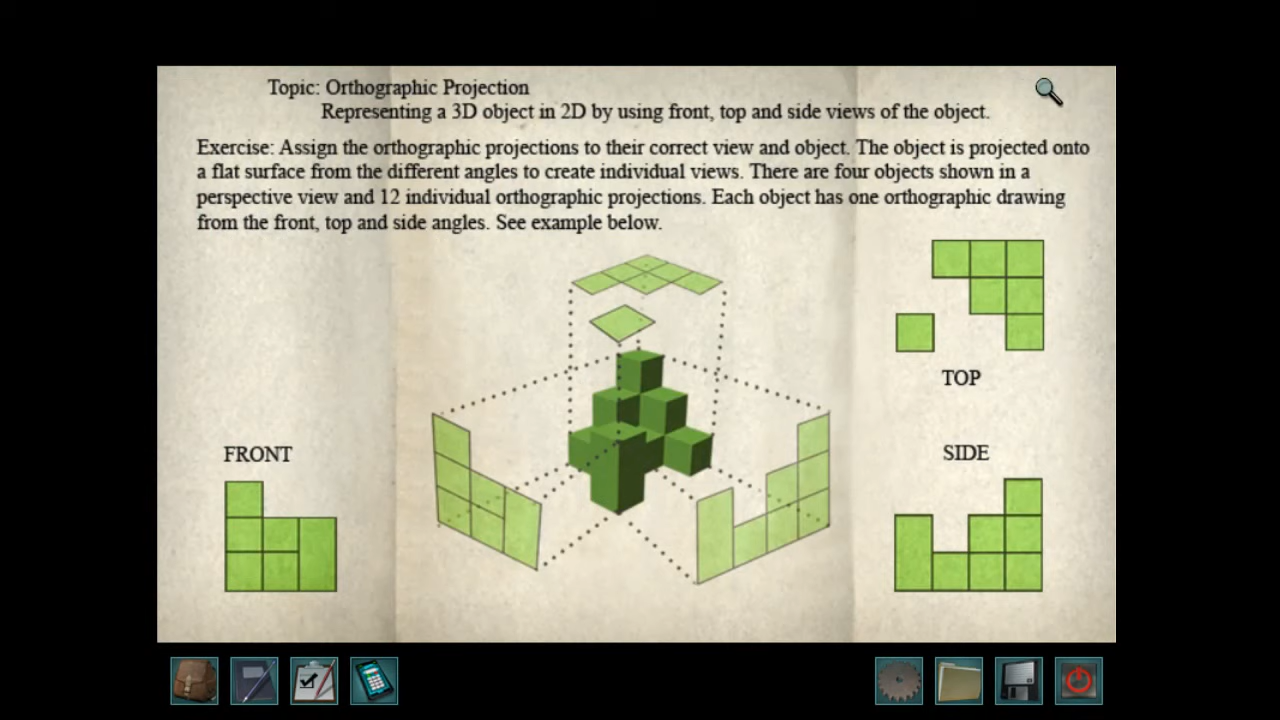 Topic: Orthographic Projection
Representing a 3D object in 2D by using front, top and side views of the object.
Exercise: Assign the orthographic projections to their correct view and object. The object is projected onto
a flat surface from the different angles to create individual views. There are four objects shown in a
perspective view and 12 individual orthographic projections. Each object has one orthographic drawing
from the front, top and side angles. See example below.
TOP
FRONT
SIDE